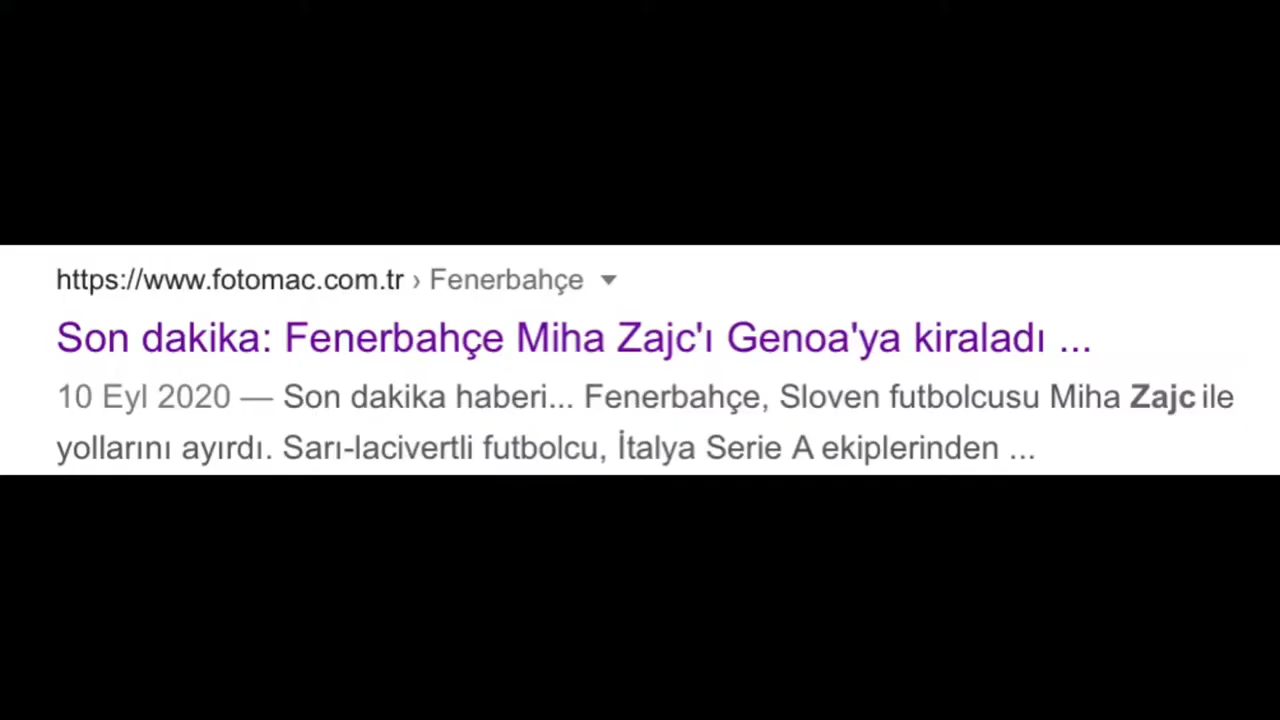 https://www.fotomac.com.tr › Fenerbahçe
Son dakika: Fenerbahçe Miha Zajc'ı Genoa'ya kiraladı ...
10 Eyl 2020 — Son dakika haberi... Fenerbahçe, Sloven futbolcusu Miha Zajc ile
yollarını ayırdı. Sarı-lacivertli futbolcu, İtalya Serie A ekiplerinden ...